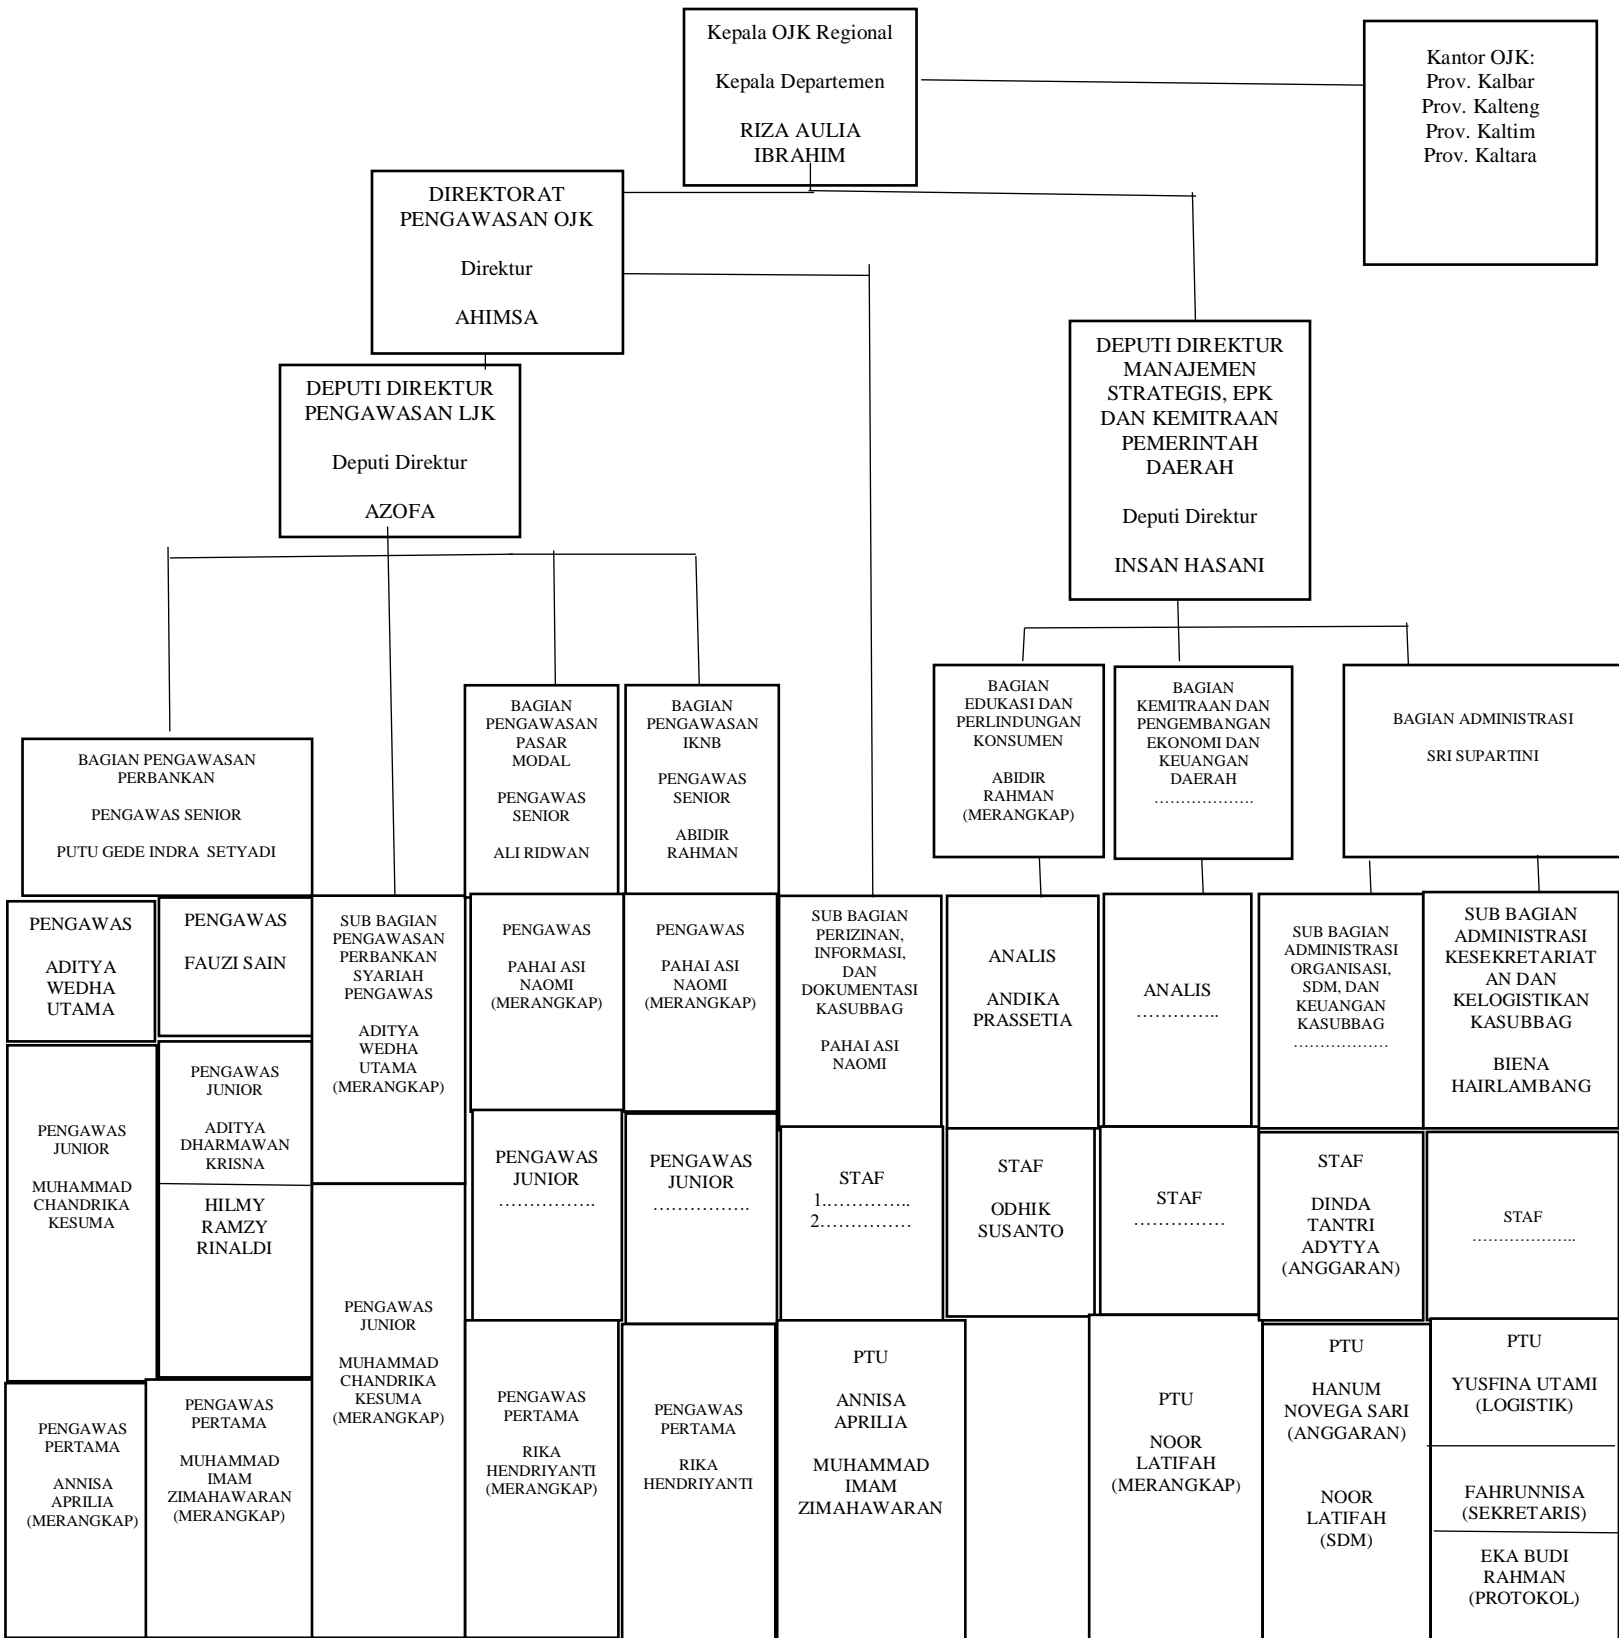 Kepala OJK Regional
Kepala Departemen
RIZA AULIA
IBRAHIM
Kantor OJK:
Prov. Kalbar
Prov. Kalteng
Prov. Kaltim
Prov. Kaltara
DIREKTORAT
PENGAWASAN OJK
Direktur
AHIMSA
DEPUTI DIREKTUR
PENGAWASAN LJK
Deputi Direktur
AZOFA
DEPUTI DIREKTUR
MANAJEMEN
STRATEGIS, EPK
DAN KEMITRAAN
PEMERINTAH
DAERAH
Deputi Direktur
INSAN HASANI
BAGIAN PENGAWASAN
PERBANKAN
PENGAWAS SENIOR
PUTU GEDE INDRA SETYADI
BAGIAN
PENGAWASAN
PASAR
MODAL
PENGAWAS
SENIOR
ALI RIDWAN
BAGIAN
PENGAWASAN
IKNB
PENGAWAS
SENIOR
ABIDIR
RAHMAN
BAGIAN
EDUKASI DAN
PERLINDUNGAN
KONSUMEN
ABIDIR
RAHMAN
(MERANGKAP)
BAGIAN
KEMITRAAN DAN
PENGEMBANGAN
EKONOMI DAN
KEUANGAN
DAERAH
……………….
BAGIAN ADMINISTRASI
SRI SUPARTINI
PENGAWAS
ADITYA
WEDHA
UTAMA
PENGAWAS
FAUZI SAIN
SUB BAGIAN
PENGAWASAN
PERBANKAN
SYARIAH
PENGAWAS
ADITYA
WEDHA
UTAMA
(MERANGKAP)
PENGAWAS
PAHAI ASI
NAOMI
(MERANGKAP)
PENGAWAS
PAHAI ASI
NAOMI
(MERANGKAP)
SUB BAGIAN
PERIZINAN,
INFORMASI,
DAN
DOKUMENTASI
KASUBBAG
PAHAI ASI
NAOMI
ANALIS
ANDIKA
PRASSETIA
ANALIS
…………..
SUB BAGIAN
ADMINISTRASI
ORGANISASI,
SDM, DAN
KEUANGAN
KASUBBAG
………………
SUB BAGIAN
ADMINISTRASI
KESEKRETARIAT
AN DAN
KELOGISTIKAN
KASUBBAG
BIENA
HAIRLAMBANG
PENGAWAS
JUNIOR
MUHAMMAD
CHANDRIKA
KESUMA
PENGAWAS
JUNIOR
ADITYA
DHARMAWAN
KRISNA
HILMY
RAMZY
RINALDI
PENGAWAS
JUNIOR
MUHAMMAD
CHANDRIKA
KESUMA
(MERANGKAP)
PENGAWAS
JUNIOR
…………….
PENGAWAS
JUNIOR
…………….
STAF
1…………..
2……………
STAF
ODHIK
SUSANTO
STAF
……………
STAF
DINDA
TANTRI
ADYTYA
(ANGGARAN)
STAF
………………..
PENGAWAS
PERTAMA
ANNISA
APRILIA
(MERANGKAP)
PENGAWAS
PERTAMA
MUHAMMAD
IMAM
ZIMAHAWARAN
(MERANGKAP)
PENGAWAS
PERTAMA
RIKA
HENDRIYANTI
(MERANGKAP)
PENGAWAS
PERTAMA
RIKA
HENDRIYANTI
PTU
ANNISA
APRILIA
MUHAMMAD
IMAM
ZIMAHAWARAN
PTU
NOOR
LATIFAH
(MERANGKAP)
PTU
HANUM
NOVEGA SARI
(ANGGARAN)
NOOR
LATIFAH
(SDM)
PTU
YUSFINA UTAMI
(LOGISTIK)
FAHRUNNISA
(SEKRETARIS)
EKA BUDI
RAHMAN
(PROTOKOL)